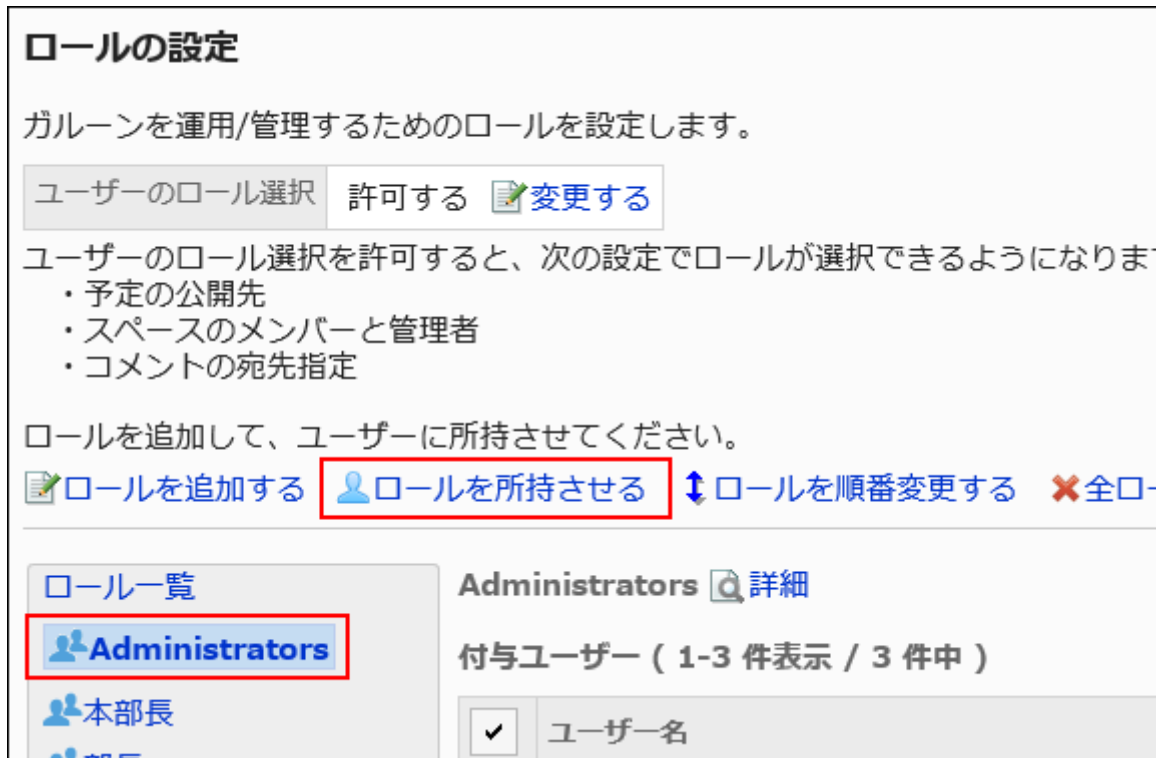 ロールの設定
ガルーンを運用/管理するためのロールを設定します。
ユーザーのロール選択 許可する 変更する
ユーザーのロール選択を許可すると、次の設定でロールが選択できるようになりま
・予定の公開先
・スペースのメンバーと管理者
・コメントの宛先指定
ロールを追加して、ユーザーに所持させてください。
ロールを追加する ロールを所持させる ロールを順番変更する 全ロー
ロール一覧
Administrators
本部長
部長
Administrators 詳細
付与ユーザー ( 1-3 件表示 / 3 件中 )
ユーザー名